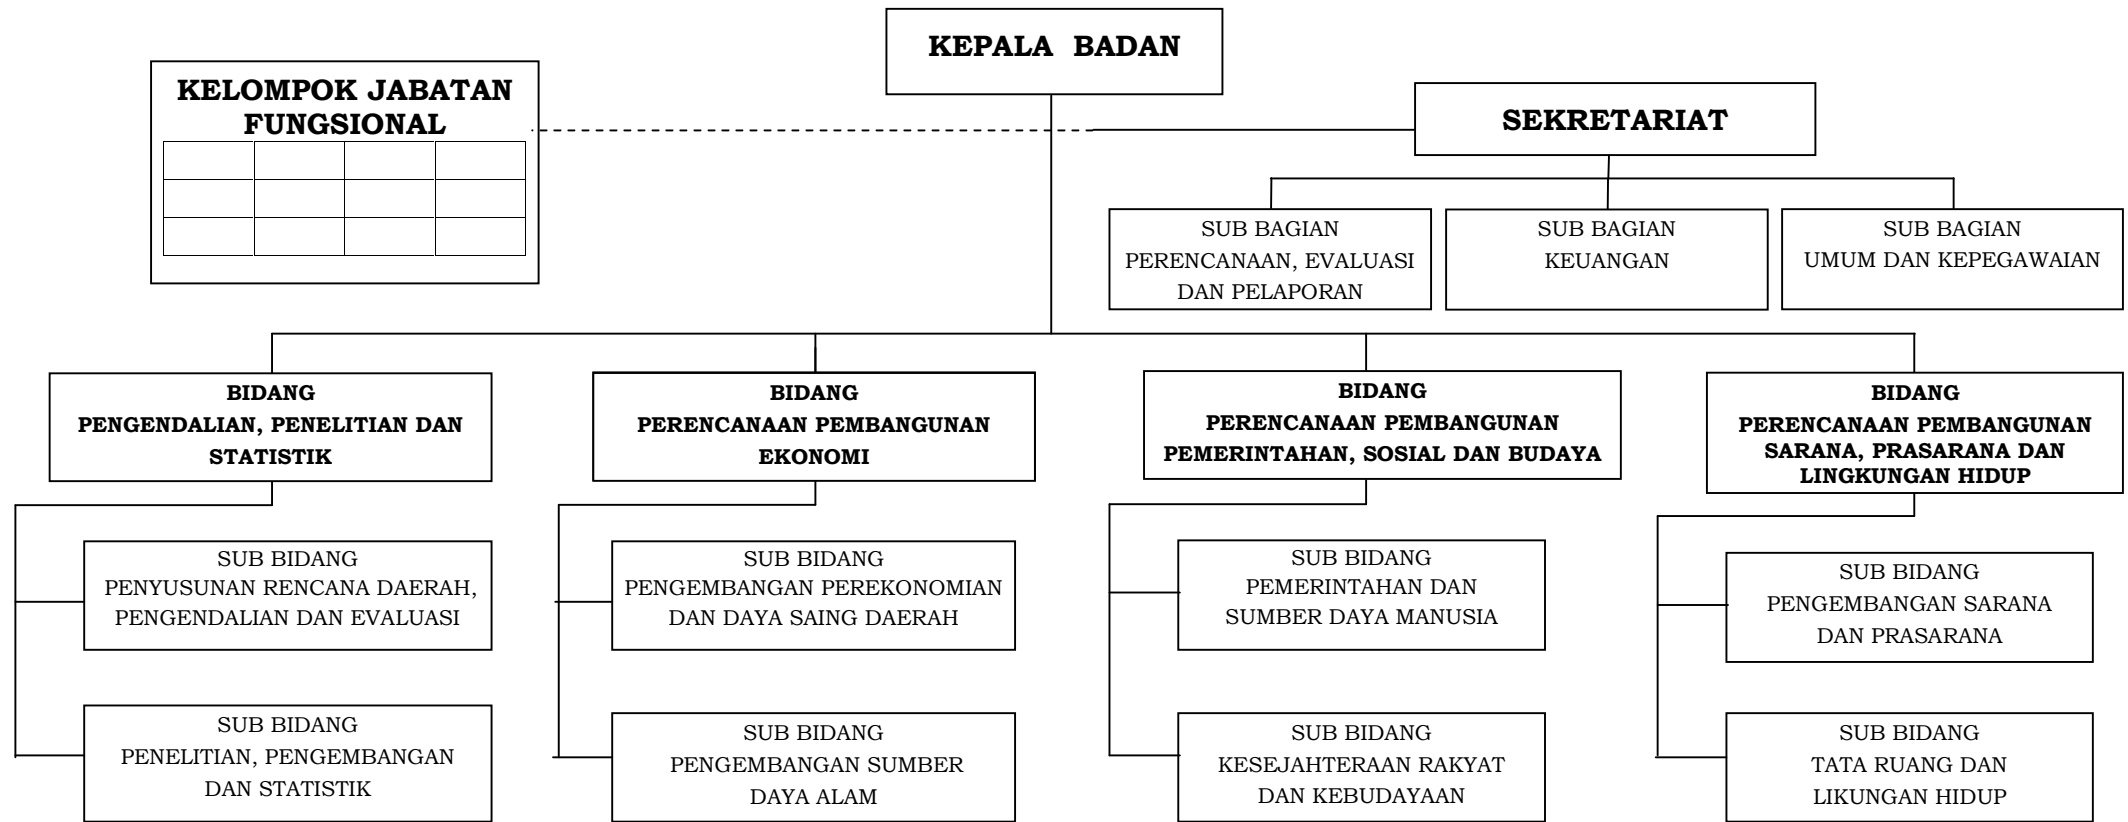 KEPALA BADAN
KELOMPOK JABATAN
FUNGSIONAL
SEKRETARIAT
SUB BAGIAN
PERENCANAAN, EVALUASI
DAN PELAPORAN
SUB BAGIAN
KEUANGAN
SUB BAGIAN
UMUM DAN KEPEGAWAIAN
BIDANG
PENGENDALIAN, PENELITIAN DAN
STATISTIK
BIDANG
PERENCANAAN PEMBANGUNAN
EKONOMI
BIDANG
PERENCANAAN PEMBANGUNAN
PEMERINTAHAN, SOSIAL DAN BUDAYA
BIDANG
PERENCANAAN PEMBANGUNAN
SARANA, PRASARANA DAN
LINGKUNGAN HIDUP
SUB BIDANG
PENYUSUNAN RENCANA DAERAH,
PENGENDALIAN DAN EVALUASI
SUB BIDANG
PENGEMBANGAN PEREKONOMIAN
DAN DAYA SAING DAERAH
SUB BIDANG
PEMERINTAHAN DAN
SUMBER DAYA MANUSIA
SUB BIDANG
PENGEMBANGAN SARANA
DAN PRASARANA
SUB BIDANG
PENELITIAN, PENGEMBANGAN
DAN STATISTIK
SUB BIDANG
PENGEMBANGAN SUMBER
DAYA ALAM
SUB BIDANG
KESEJAHTERAAN RAKYAT
DAN KEBUDAYAAN
SUB BIDANG
TATA RUANG DAN
LIKUNGAN HIDUP